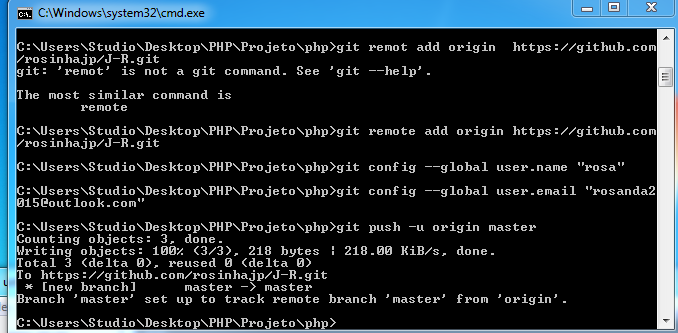 C:\Windows\system32\cmd.exe
C:\Users\Studio\Desktop\PHP\Projeto\php>git remot add origin  https://github.com
/rosinhajp/J-R.git
git: 'remot' is not a git command. See 'git --help'.
The most similar command is
remote
C:\Users\Studio\Desktop\PHP\Projeto\php>git remote add origin https://github.com
/rosinhajp/J-R.git
C:\Users\Studio\Desktop\PHP\Projeto\php>git config --global user.name "rosa"
C:\Users\Studio\Desktop\PHP\Projeto\php>git config --global user.email "rosanda2
015@outlook.com"
C:\Users\Studio\Desktop\PHP\Projeto\php>git push -u origin master
Counting objects: 3, done.
Writing objects: 100% (3/3), 218 bytes ¦ 218.00 KiB/s, done.
Total 3 (delta 0), reused 0 (delta 0)
To https://github.com/rosinhajp/J-R.git
* [new branch]      master -> master
Branch 'master' set up to track remote branch 'master' from 'origin'.
C:\Users\Studio\Desktop\PHP\Projeto\php>